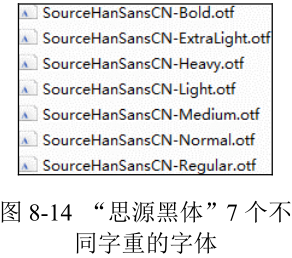 SourceHanSansCN-Bold.otf
SourceHanSansCN-ExtraLight.otf
SourceHanSansCN-Heavy.otf
SourceHanSansCN-Light.otf
SourceHanSansCN-Medium.otf
SourceHanSansCN-Normal.otf
SourceHanSansCN-Regular.otf
图 8-14 “思源黑体”7 个不
同字重的字体